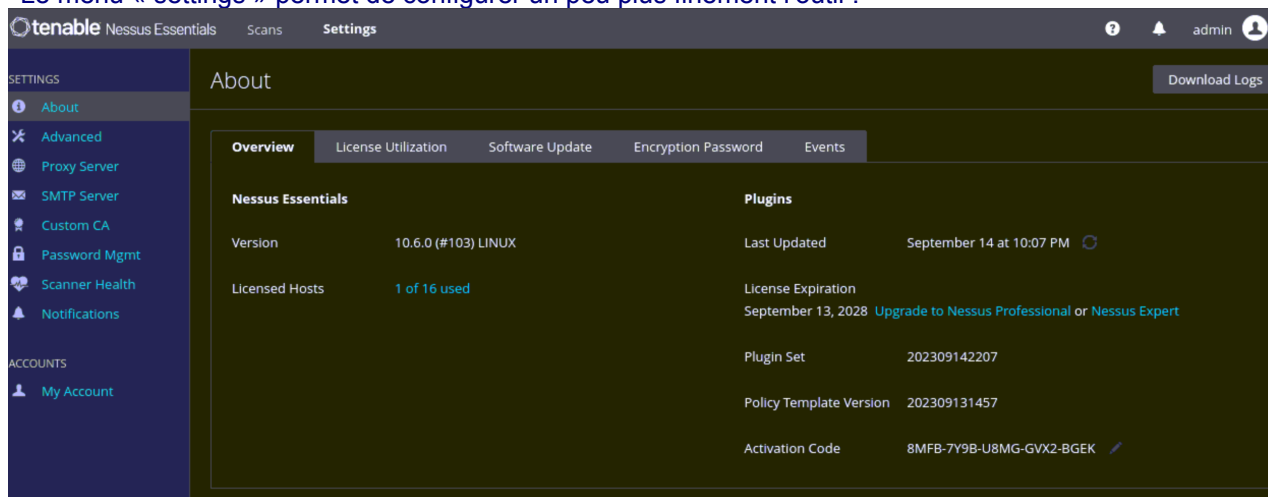 Le menu « settings » permet de configurer un peu plus finement l'outil :
tenable Nessus Essentials Scans Settings admin
SETTINGS
About
Advanced
Proxy Server
SMTP Server
Custom CA
Password Mgmt
Scanner Health
Notifications
ACCOUNTS
My Account
About
Download Logs
Overview License Utilization Software Update Encryption Password Events
Nessus Essentials
Version 10.6.0 (#103) LINUX
Licensed Hosts 1 of 16 used
Plugins
Last Updated September 14 at 10:07 PM
License Expiration
September 13, 2028 Upgrade to Nessus Professional or Nessus Expert
Plugin Set 202309142207
Policy Template Version 202309131457
Activation Code 8MFB-7Y9B-U8MG-GVX2-BGEK